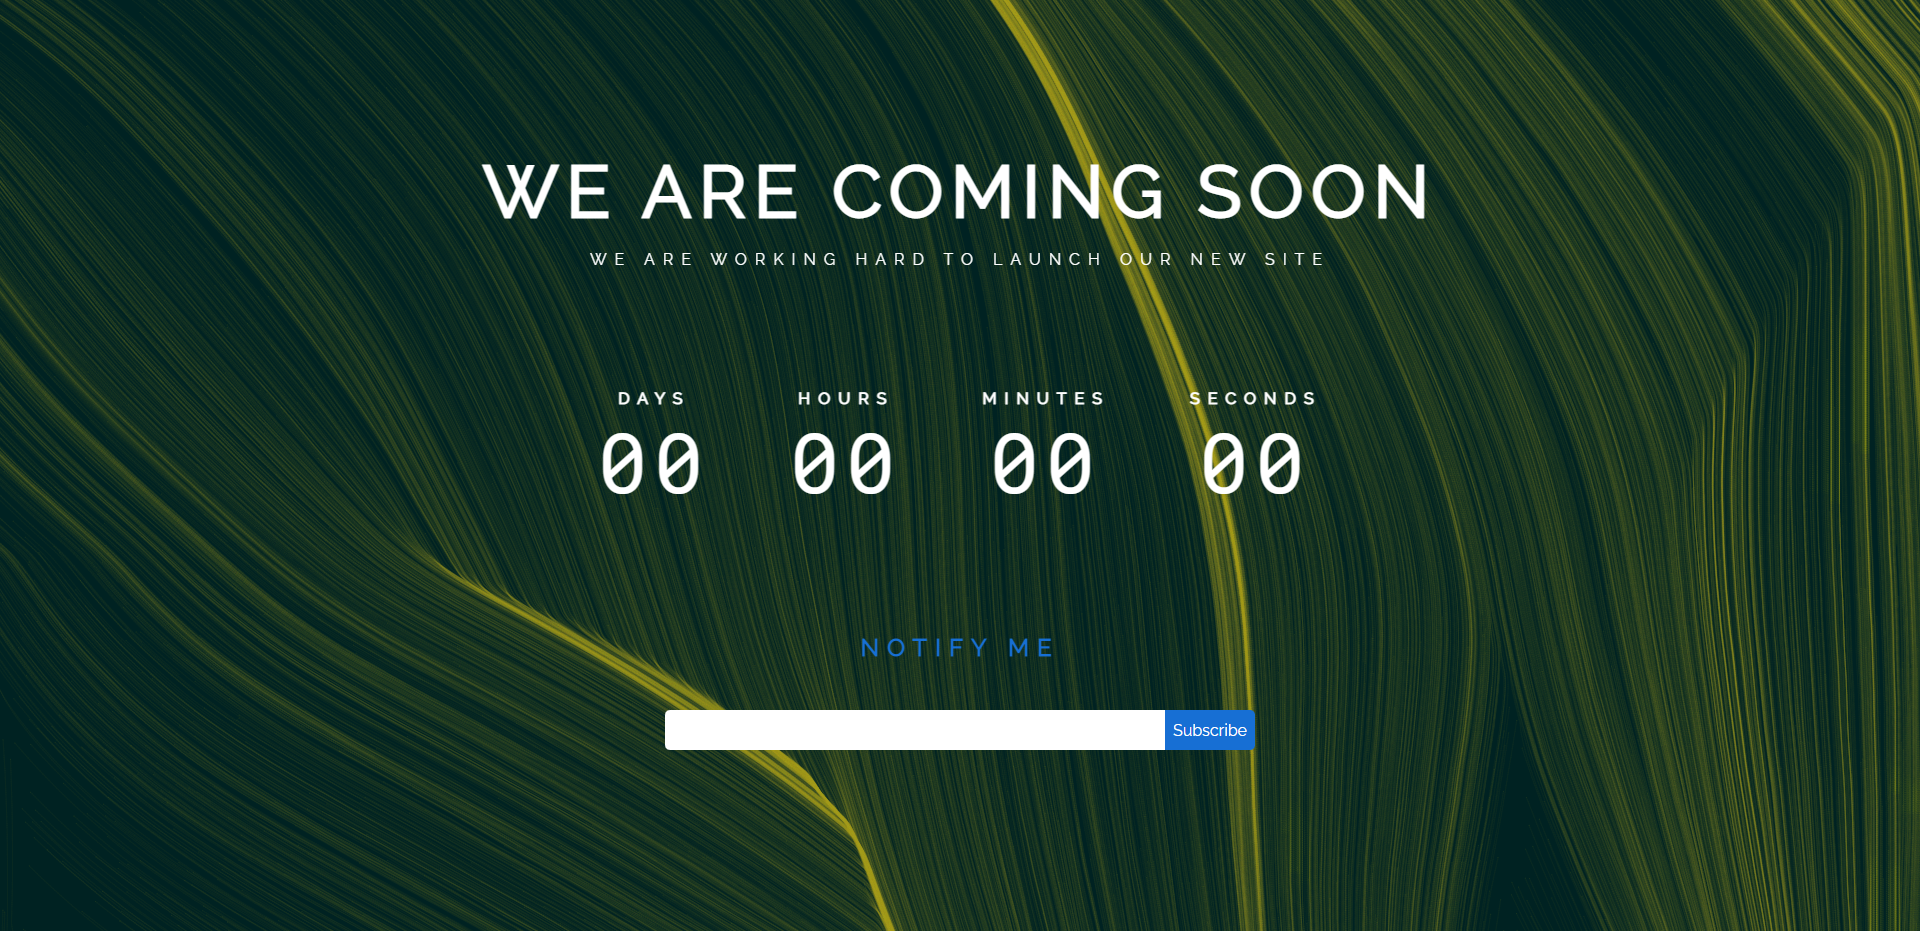 WE ARE COMING SOON
WE ARE WORKING HARD TO LAUNCH OUR NEW SITE
DAYS HOURS MINUTES SECONDS
00 00 00 00
NOTIFY ME
Subscribe